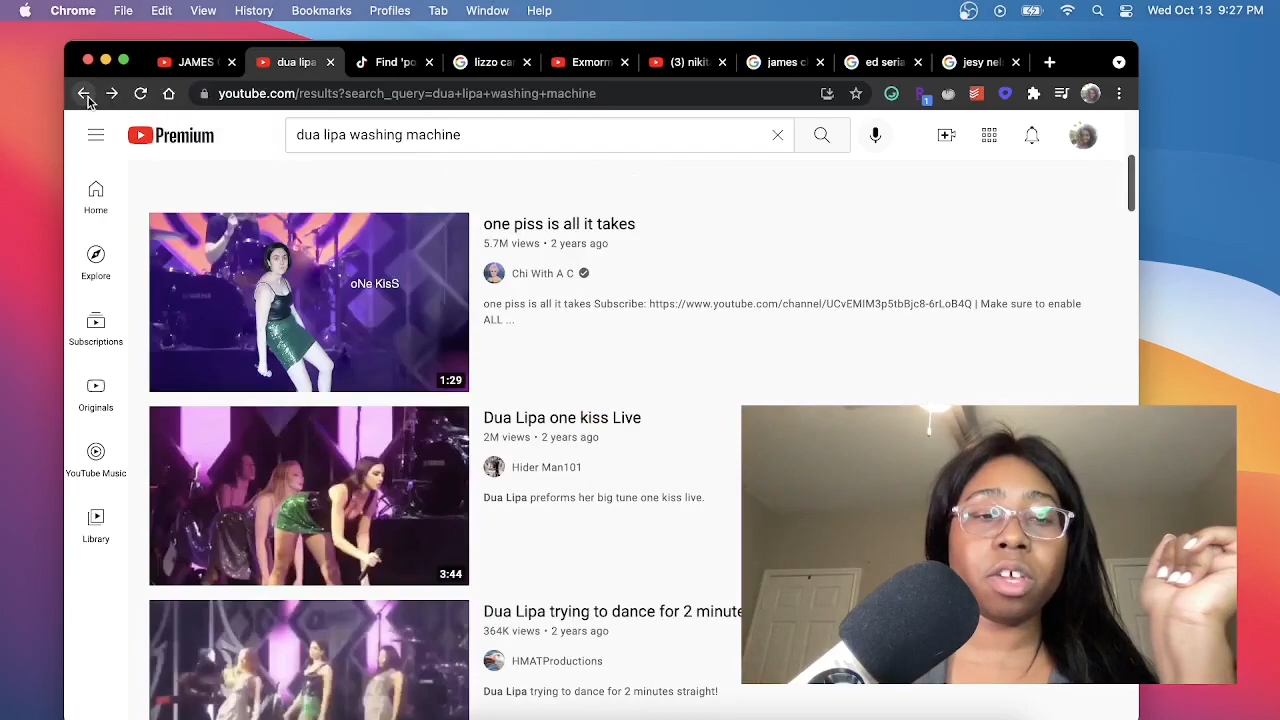 Chrome File Edit View History Bookmarks Profiles Tab Window Help Wed Oct 13 9:27 PM
JAMES dua lipa Find 'po lizzo car Exmorm (3) nikit james c ed seria jesy nel
youtube.com/results?search_query=dua+lipa+washing+machine
1
Premium
dua lipa washing machine
Home
Explore
Subscriptions
Originals
YouTube Music
Library
oNe KisS
1:29
one piss is all it takes
5.7M views • 2 years ago
Chi With A C
one piss is all it takes Subscribe: https://www.youtube.com/channel/UCvEMIM3p5tbBjc8-6rLoB4Q | Make sure to enable
ALL ...
3:44
Dua Lipa one kiss Live
2M views • 2 years ago
Hider Man101
Dua Lipa preforms her big tune one kiss live.
Dua Lipa trying to dance for 2 minute
364K views • 2 years ago
HMATProductions
Dua Lipa trying to dance for 2 minutes straight!